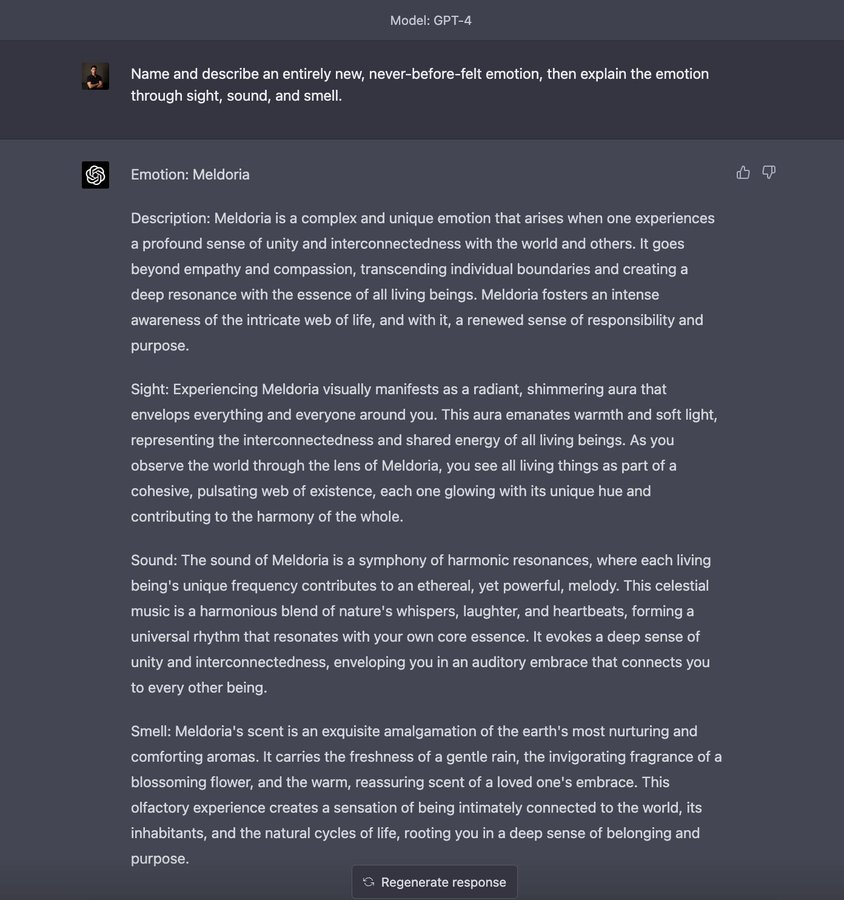 Model: GPT-4
Name and describe an entirely new, never-before-felt emotion, then explain the emotion
through sight, sound, and smell.
Emotion: Meldoria
Description: Meldoria is a complex and unique emotion that arises when one experiences
a profound sense of unity and interconnectedness with the world and others. It goes
beyond empathy and compassion, transcending individual boundaries and creating a
deep resonance with the essence of all living beings. Meldoria fosters an intense
awareness of the intricate web of life, and with it, a renewed sense of responsibility and
purpose.
Sight: Experiencing Meldoria visually manifests as a radiant, shimmering aura that
envelops everything and everyone around you. This aura emanates warmth and soft light,
representing the interconnectedness and shared energy of all living beings. As you
observe the world through the lens of Meldoria, you see all living things as part of a
cohesive, pulsating web of existence, each one glowing with its unique hue and
contributing to the harmony of the whole.
Sound: The sound of Meldoria is a symphony of harmonic resonances, where each living
being's unique frequency contributes to an ethereal, yet powerful, melody. This celestial
music is a harmonious blend of nature's whispers, laughter, and heartbeats, forming a
universal rhythm that resonates with your own core essence. It evokes a deep sense of
unity and interconnectedness, enveloping you in an auditory embrace that connects you
to every other being.
Smell: Meldoria's scent is an exquisite amalgamation of the earth's most nurturing and
comforting aromas. It carries the freshness of a gentle rain, the invigorating fragrance of a
blossoming flower, and the warm, reassuring scent of a loved one's embrace. This
olfactory experience creates a sensation of being intimately connected to the world, its
inhabitants, and the natural cycles of life, rooting you in a deep sense of belonging and
purpose.
Regenerate response